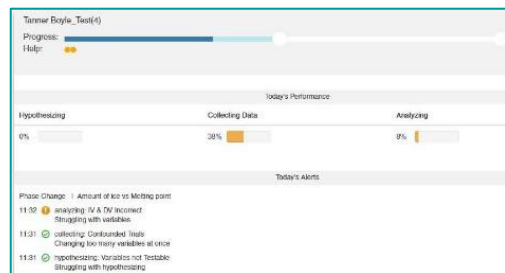 Tanner Boyle_Test(4)
Progress:
Help:
Today's Performance
Hypothesizing Collecting Data Analyzing
0% 38% 8%
Today's Alerts
Phase Change | Amount of ice vs Melting point
11:32 analyzing: IV & DV Incorrect
Struggling with variables
11:31 collecting: Confounded Trials
Changing too many variables at once
11:31 hypothesizing: Variables not Testable
Struggling with hypothesizing